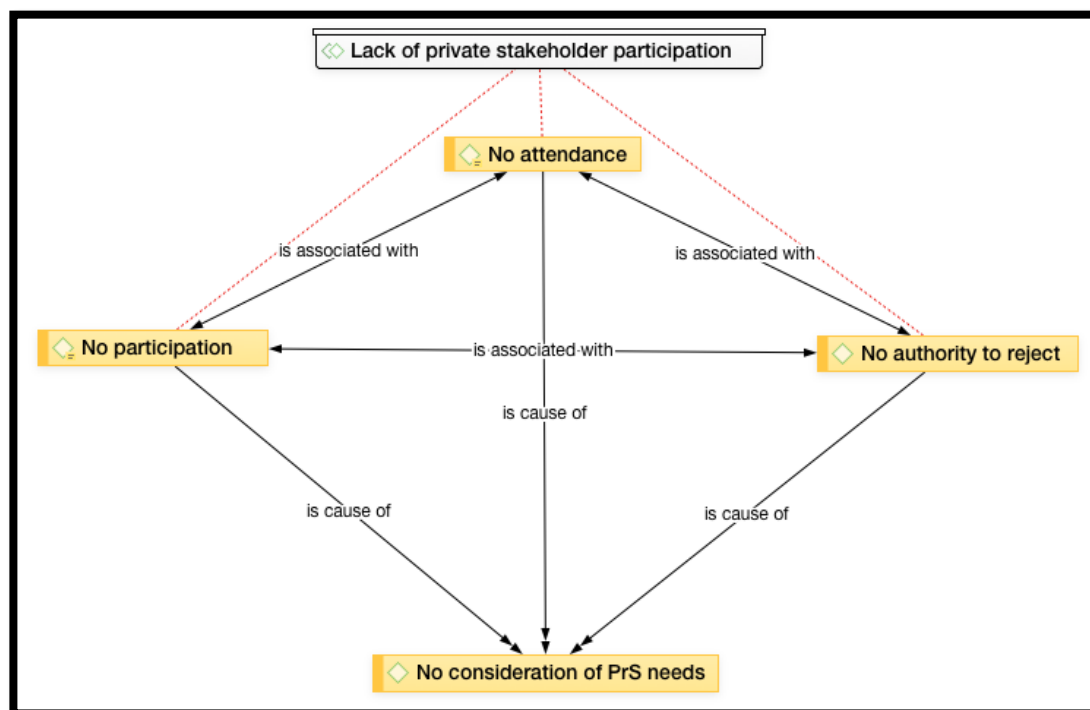 Lack of private stakeholder participation
No attendance
is associated with
is associated with
No participation
is associated with
No authority to reject
is cause of
is cause of
is cause of
No consideration of PrS needs